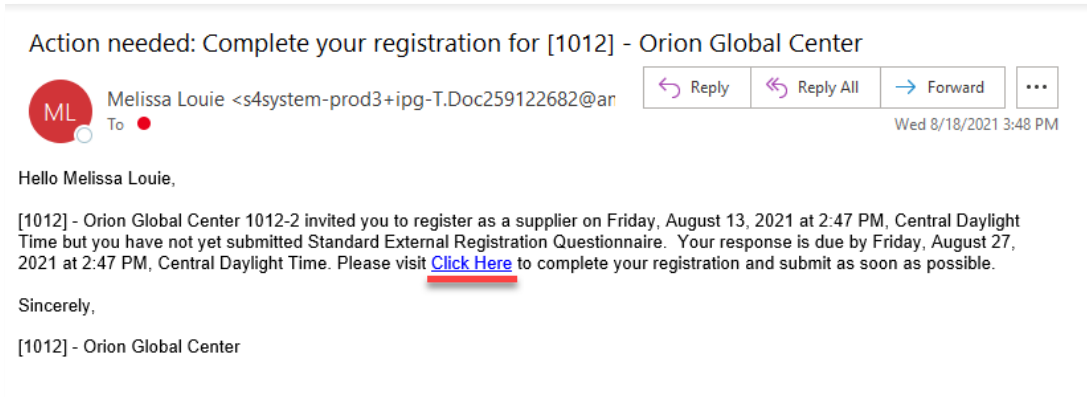 Action needed: Complete your registration for [1012] - Orion Global Center
Reply
Reply All
Forward
...
ML
Melissa Louie <s4system-prod3+ipg-T.Doc259122682@ar
To
Wed 8/18/2021 3:48 PM
Hello Melissa Louie,
[1012] - Orion Global Center 1012-2 invited you to register as a supplier on Friday, August 13, 2021 at 2:47 PM, Central Daylight
Time but you have not yet submitted Standard External Registration Questionnaire.  Your response is due by Friday, August 27,
2021 at 2:47 PM, Central Daylight Time. Please visit Click Here to complete your registration and submit as soon as possible.
Sincerely,
[1012] - Orion Global Center